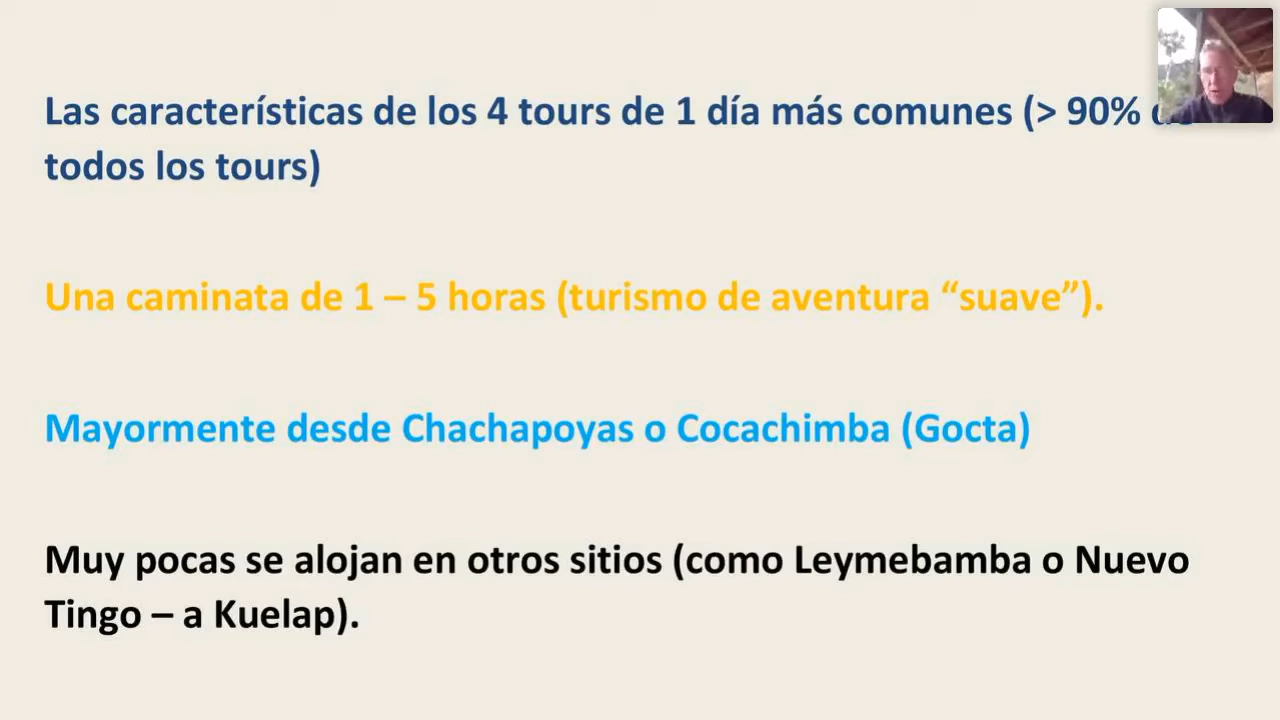 Las características de los 4 tours de 1 día más comunes (> 90% de
todos los tours)
Una caminata de 1 – 5 horas (turismo de aventura “suave”).
Mayormente desde Chachapoyas o Cocachimba (Gocta)
Muy pocas se alojan en otros sitios (como Leymebamba o Nuevo
Tingo – a Kuelap).